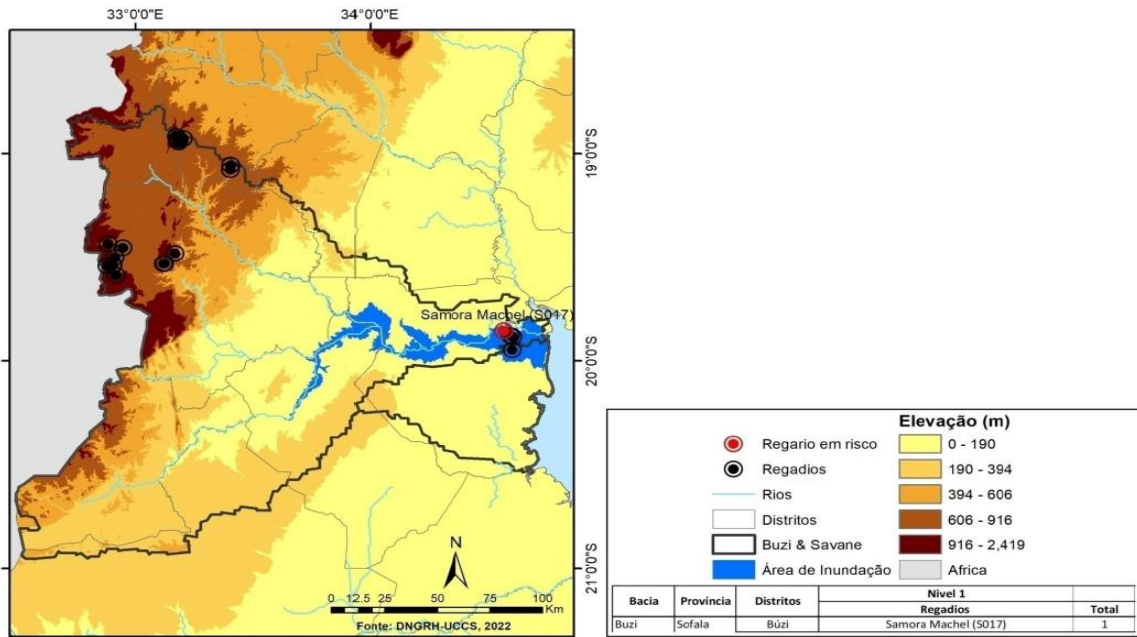 33°0'0"E
34°0'0"E
19°0'0"S
Samora Machel (S017)
20°0'0"S
21°0'0"S
N
0 12.5 25 50 75 100
Km
Fonte: DNGRH-UCCS, 2022
Elevação (m)
Regario em risco
0 - 190
Regadios
190 - 394
Rios
394 - 606
Distritos
606 - 916
Buzi & Savane
916 - 2,419
Área de Inundação
Africa
Bacia Província Distritos Nivel 1
Regadios Total
Buzi Sofala Búzi Samora Machel (S017) 1